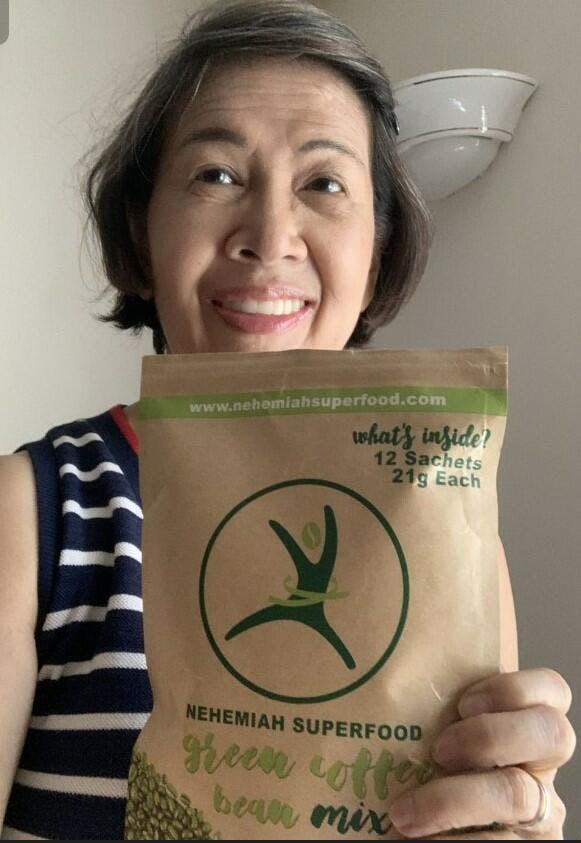 www.nehemiahsuperfood.com
what's inside?
12 Sachets
21g Each
NEHEMIAH SUPERFOOD
green coffee
bean mix